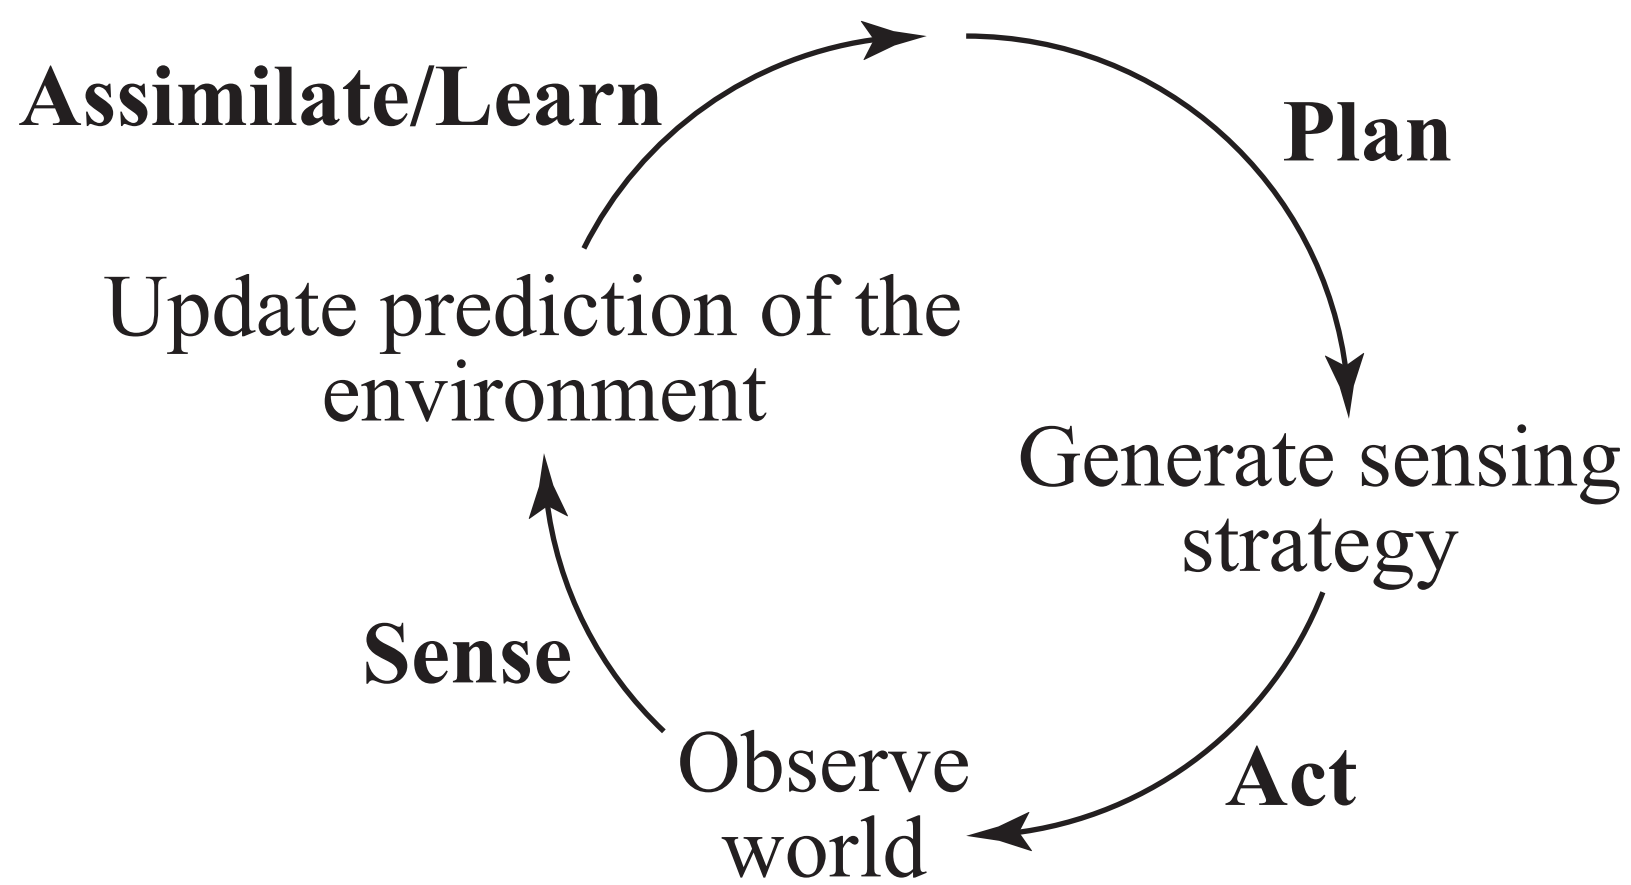 Assimilate/Learn
Plan
Update prediction of the
environment
Generate sensing
strategy
Sense
Observe
world
Act